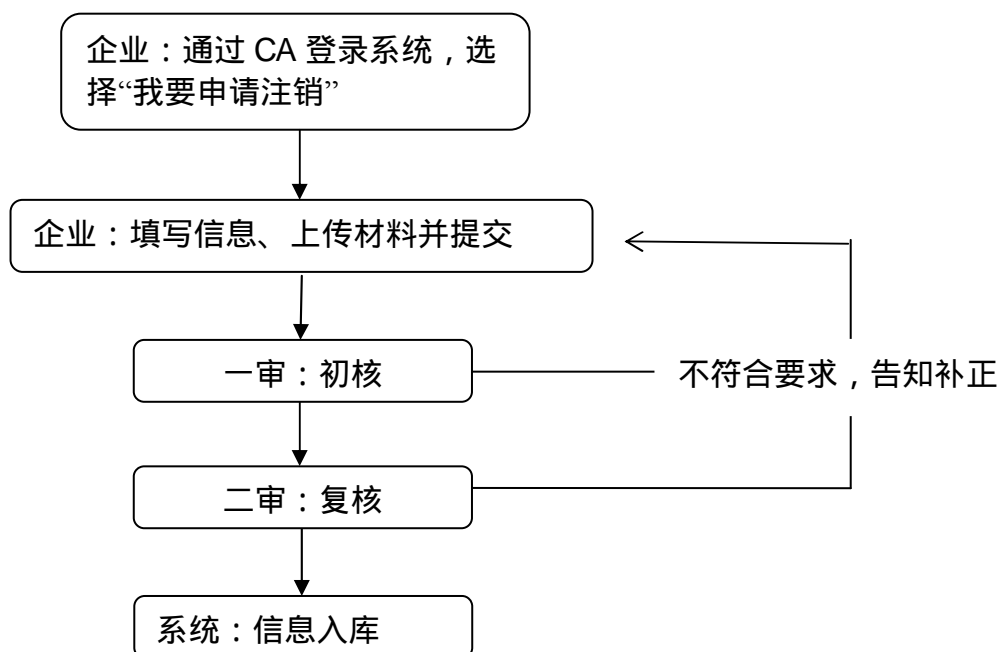 企业：通过 CA 登录系统，选
择“我要申请注销”
企业：填写信息、上传材料并提交
一审：初核
不符合要求，告知补正
二审：复核
系统：信息入库